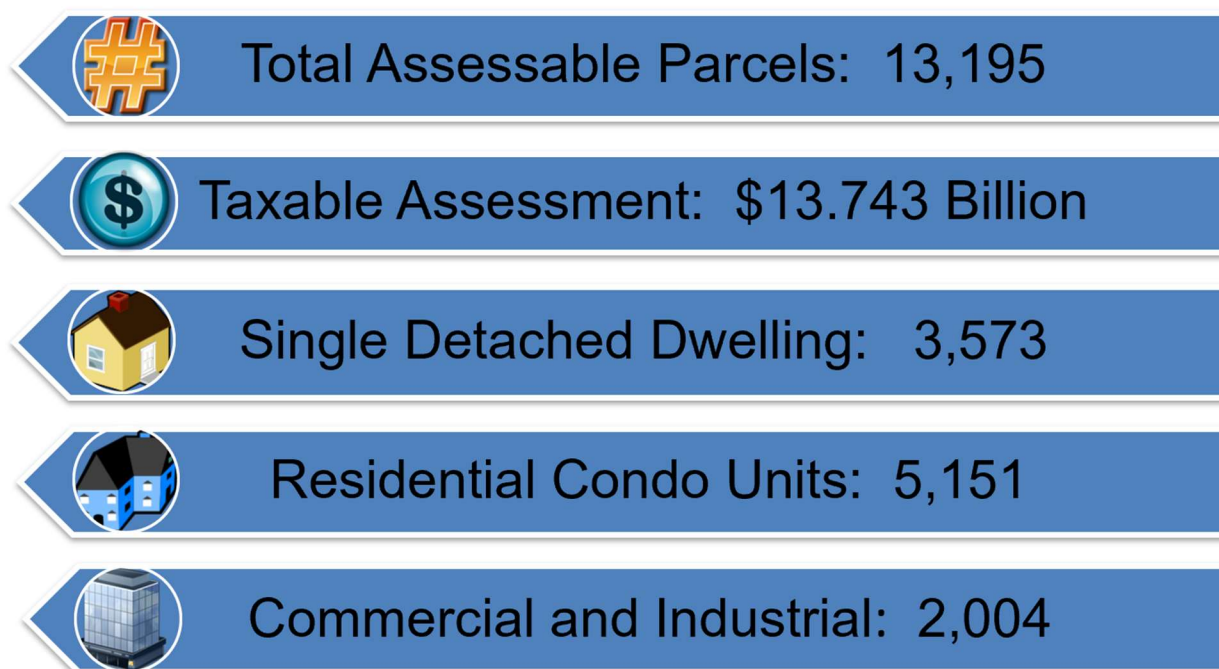 #
Total Assessable Parcels: 13,195
$
Taxable Assessment: $13.743 Billion
Single Detached Dwelling: 3,573
Residential Condo Units: 5,151
Commercial and Industrial: 2,004